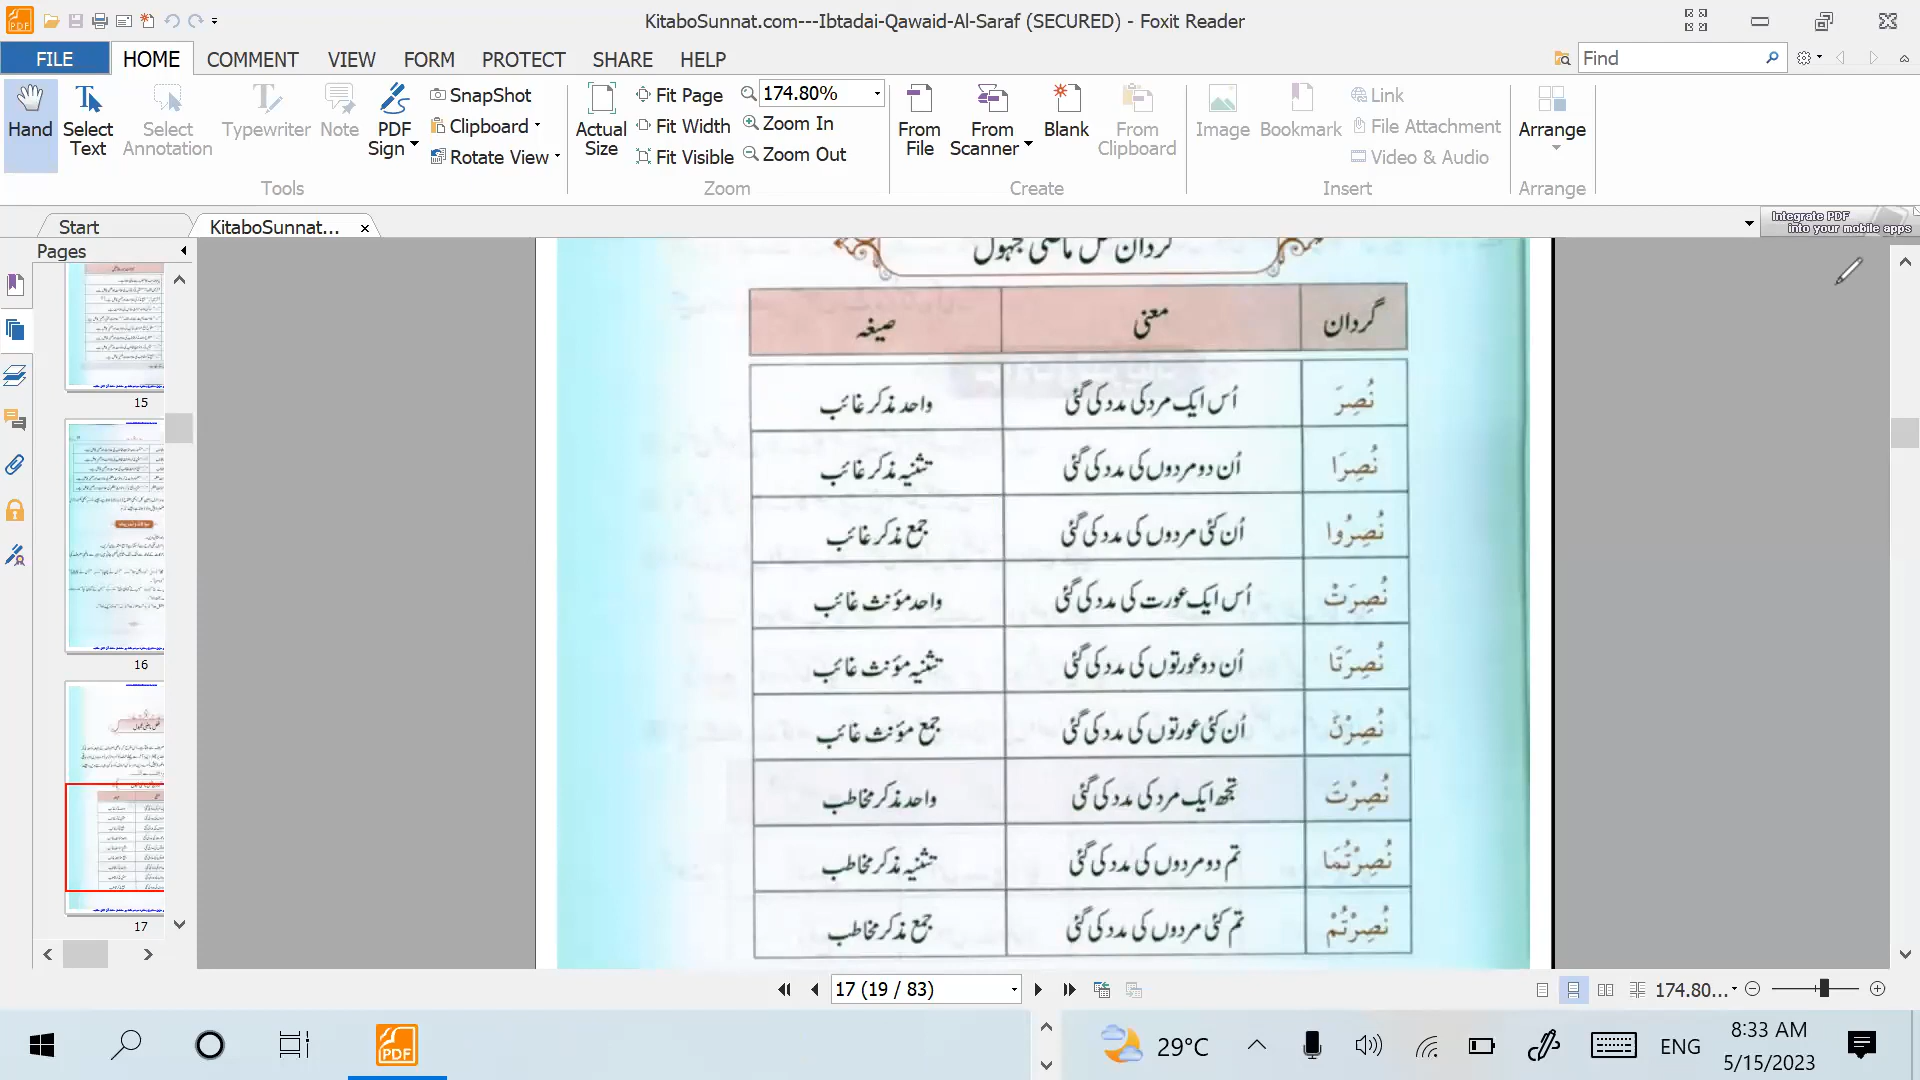 KitaboSunnat.com---Ibtadai-Qawaid-Al-Saraf (SECURED) - Foxit Reader
FILE HOME COMMENT VIEW FORM PROTECT SHARE HELP Find
Hand Select Text Select Annotation Typewriter Note PDF Sign
SnapShot
Clipboard
Rotate View
Actual Size
Fit Page
Fit Width
Fit Visible
174.80%
Zoom In
Zoom Out
From File From Scanner Blank From Clipboard
Image Bookmark
Link
File Attachment
Video & Audio
Arrange
Tools Zoom Create Insert Arrange
Start KitaboSunnat...
Integrate PDF
into your mobile apps
Pages
15
16
17
گردان فعل ماضی مجہول
گردان معنی صیغہ
نُصِرَ اُس ایک مرد کی مدد کی گئی واحد مذکر غائب
نُصِرَا اُن دو مردوں کی مدد کی گئی تثنیہ مذکر غائب
نُصِرُوا اُن کئی مردوں کی مدد کی گئی جمع مذکر غائب
نُصِرَتْ اُس ایک عورت کی مدد کی گئی واحد مؤنث غائب
نُصِرَتَا اُن دو عورتوں کی مدد کی گئی تثنیہ مؤنث غائب
نُصِرْنَ اُن کئی عورتوں کی مدد کی گئی جمع مؤنث غائب
نُصِرْتَ تجھ ایک مرد کی مدد کی گئی واحد مذکر مخاطب
نُصِرْتُمَا تم دو مردوں کی مدد کی گئی تثنیہ مذکر مخاطب
نُصِرْتُمْ تم کئی مردوں کی مدد کی گئی جمع مذکر مخاطب
17 (19 / 83)
174.80...
29°C
ENG
8:33 AM
5/15/2023